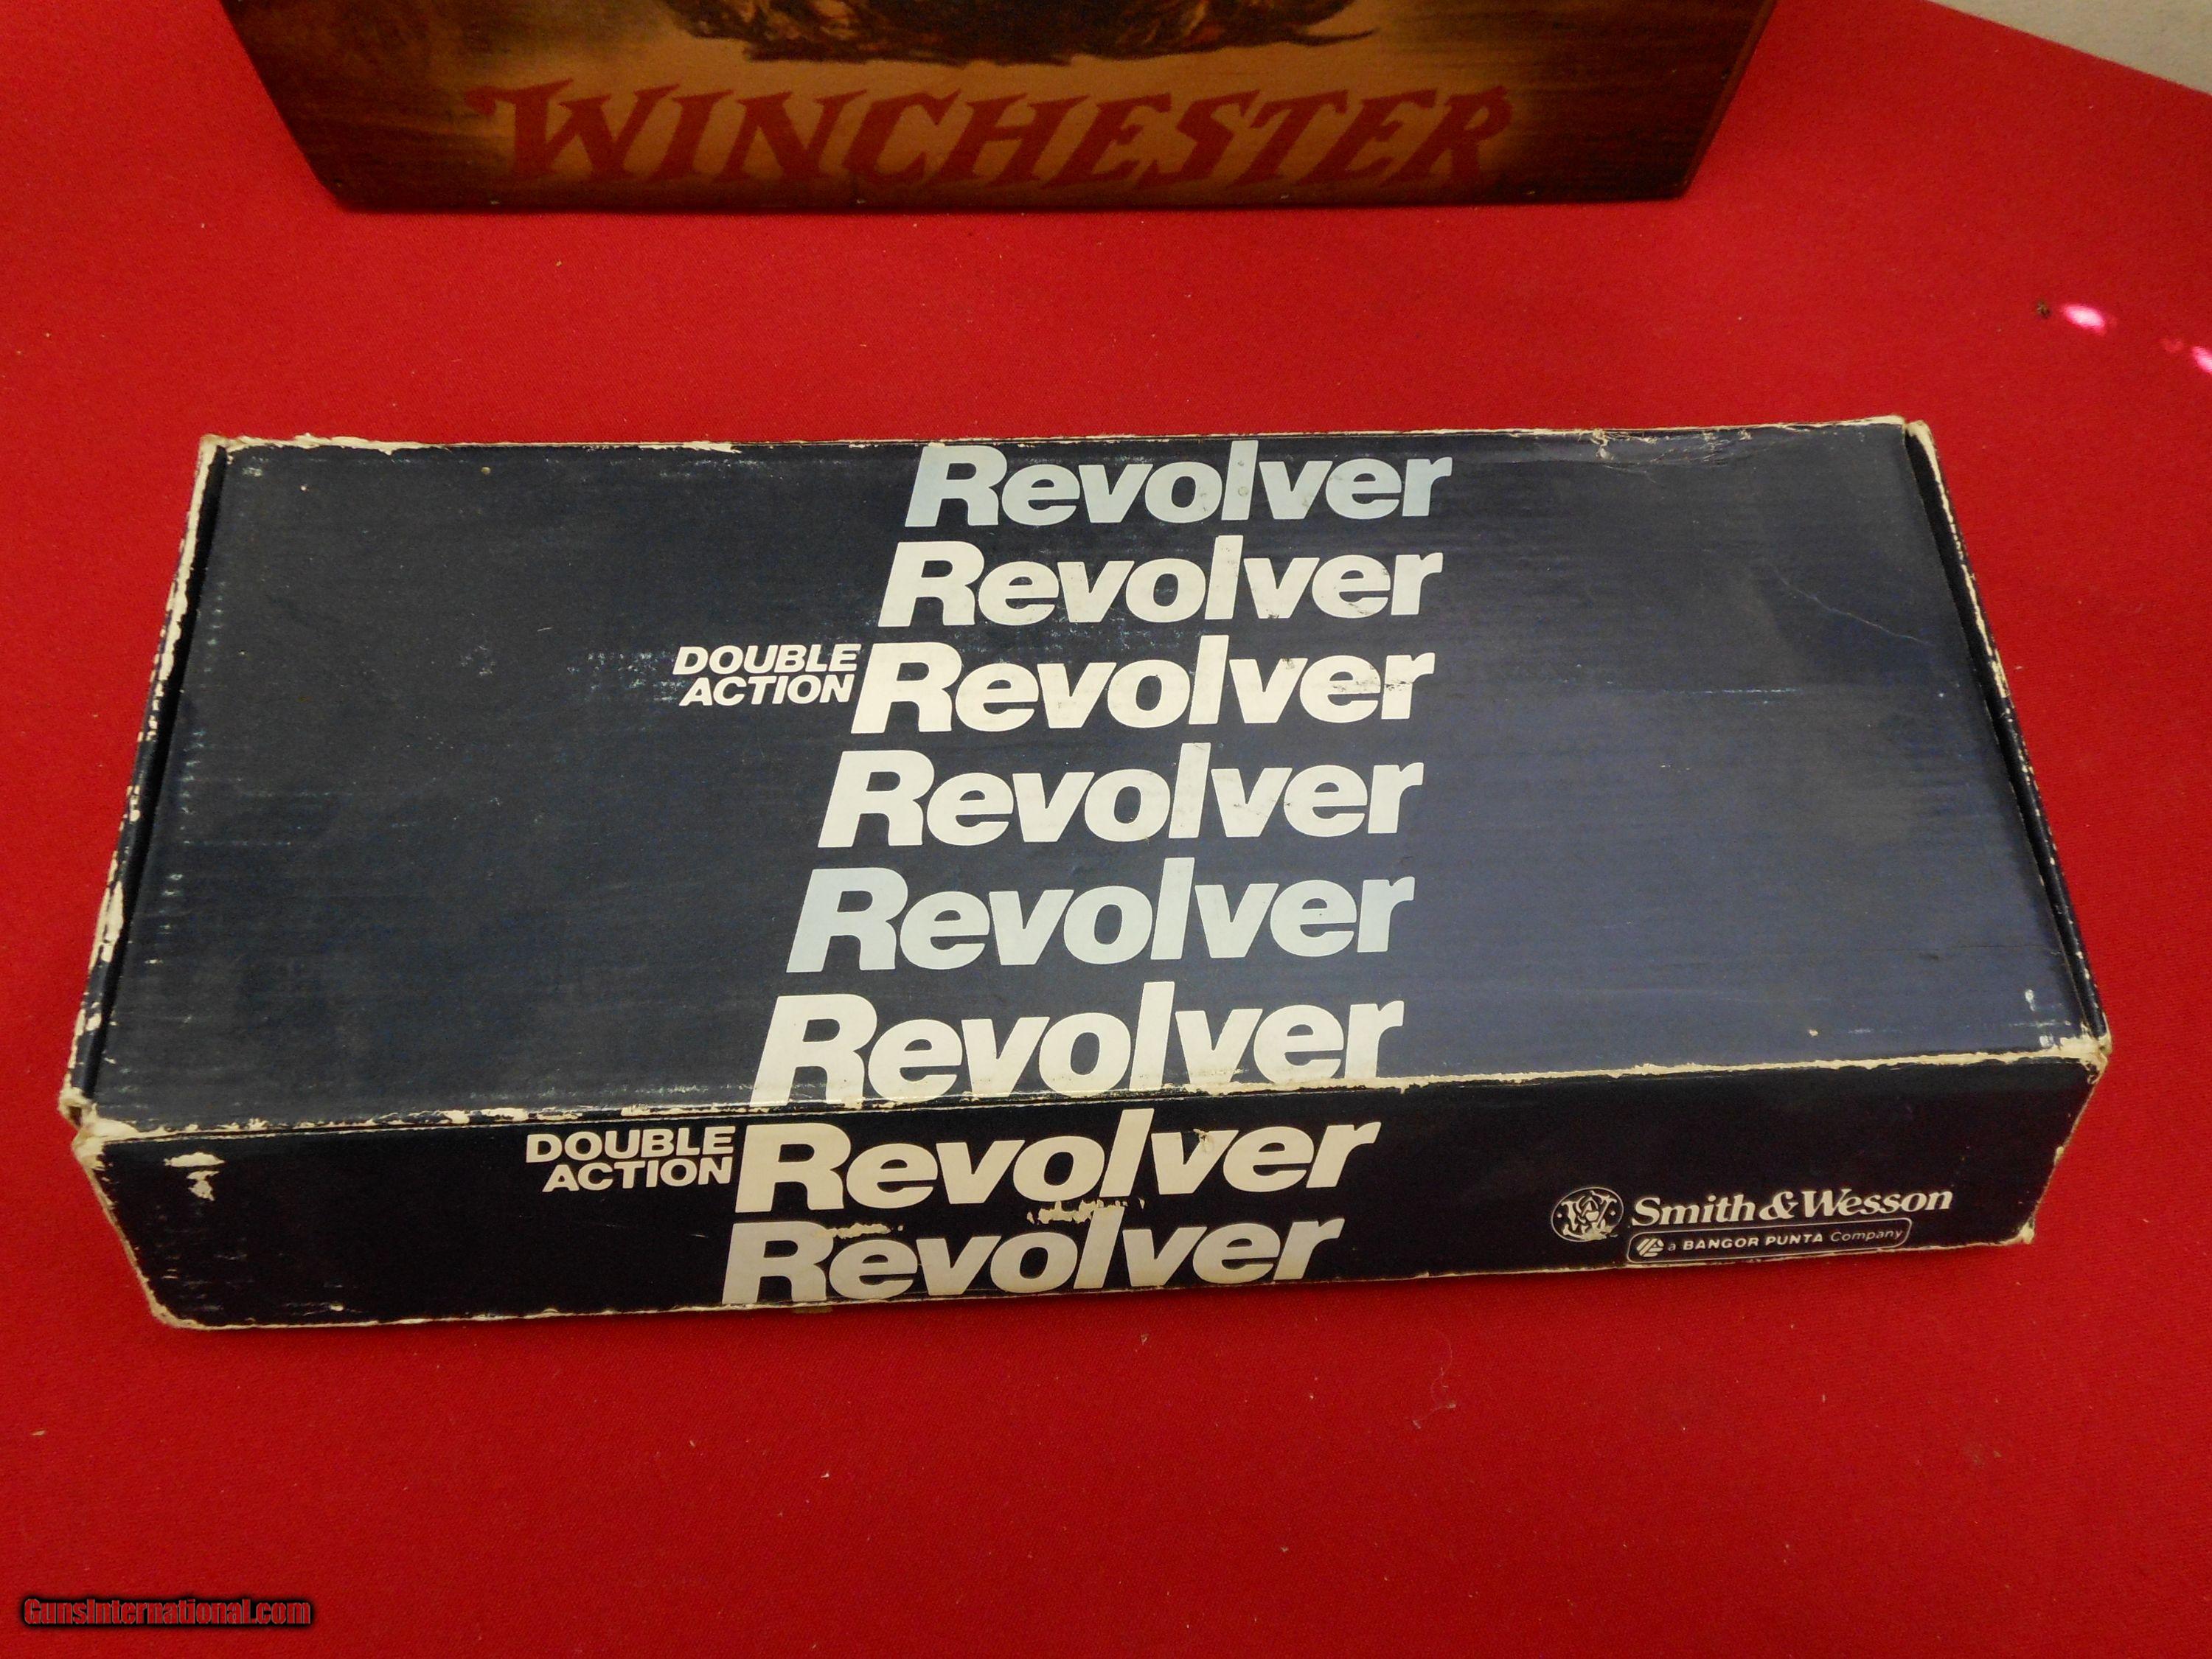 WINCHESTER
Revolver
Revolver
DOUBLE
ACTION
Revolver
Revolver
Revolver
Revolver
DOUBLE
ACTION
Revolver
Revolver
Smith & Wesson
a BANGOR PUNTA Company
GunsInternational.com